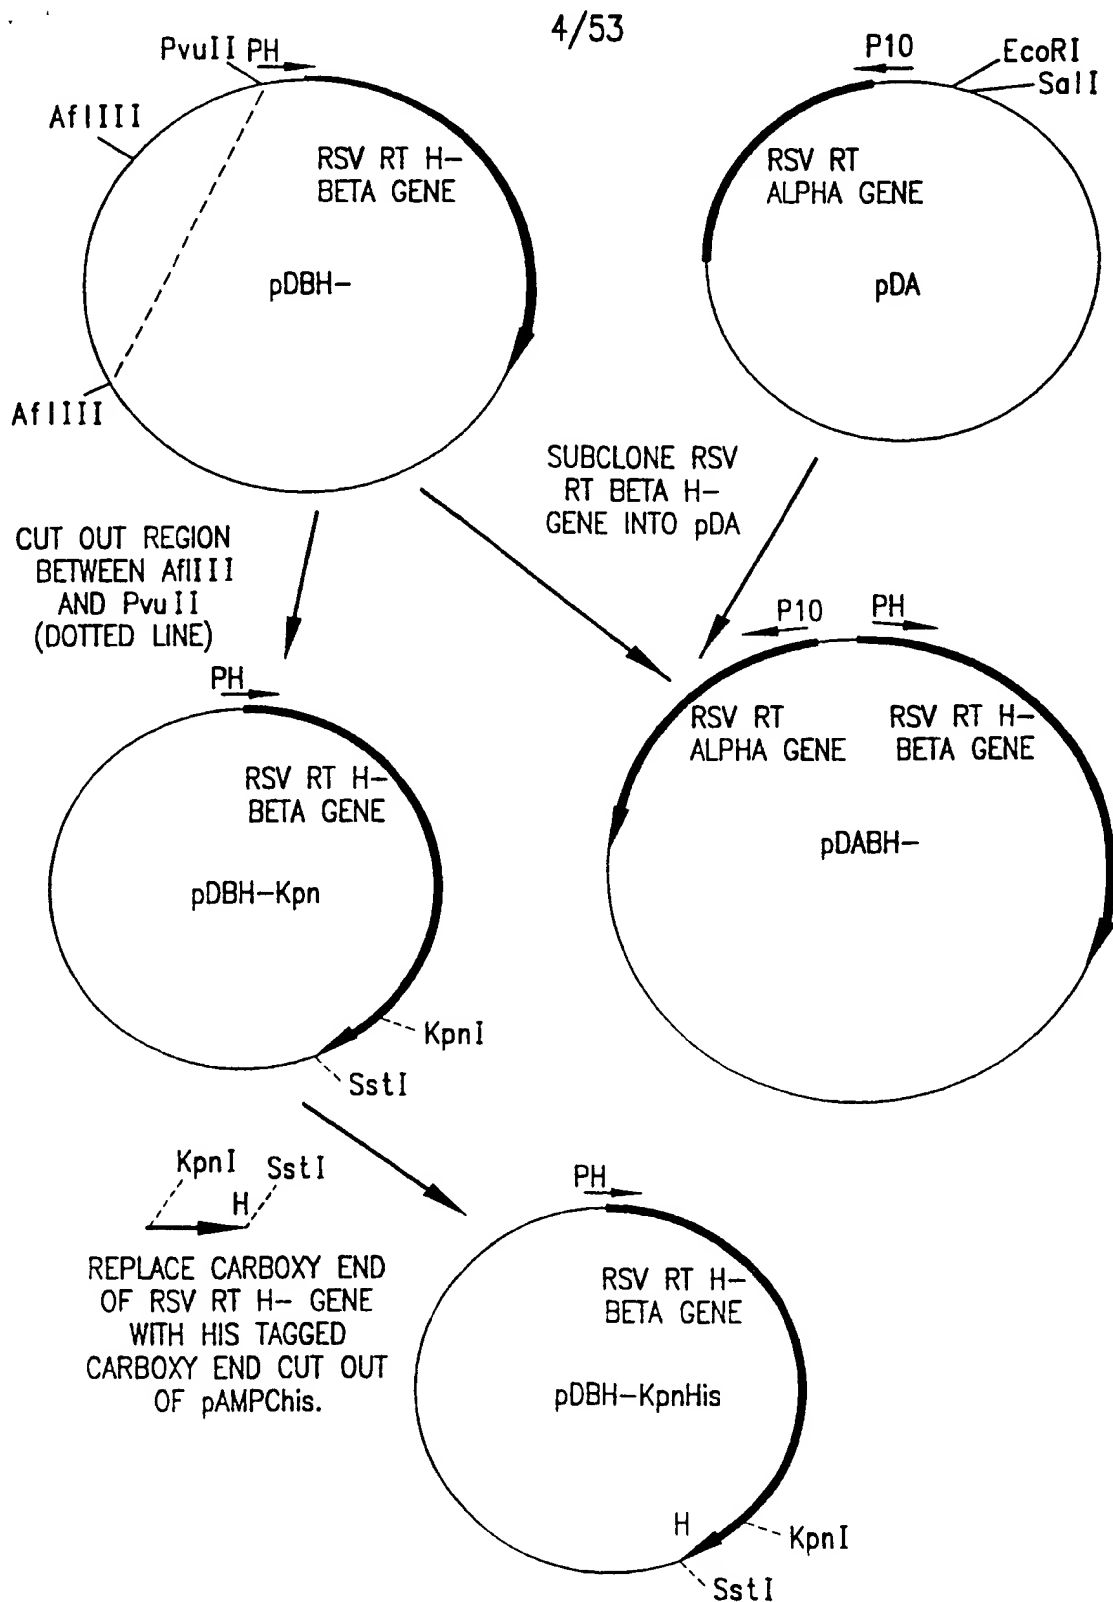 4/53
PvuII PH
AflIII
RSV RT H-
BETA GENE
pDBH-
AflIII
P10
EcoRI
SalI
RSV RT
ALPHA GENE
pDA
SUBCLONE RSV
RT BETA H-
GENE INTO pDA
CUT OUT REGION
BETWEEN AflIII
AND PvuII
(DOTTED LINE)
PH
RSV RT H-
BETA GENE
pDBH-Kpn
KpnI
SstI
P10 PH
RSV RT
ALPHA GENE
RSV RT H-
BETA GENE
pDABH-
KpnI SstI
H
REPLACE CARBOXY END
OF RSV RT H- GENE
WITH HIS TAGGED
CARBOXY END CUT OUT
OF pAMPChis.
PH
RSV RT H-
BETA GENE
pDBH-KpnHis
H
KpnI
SstI